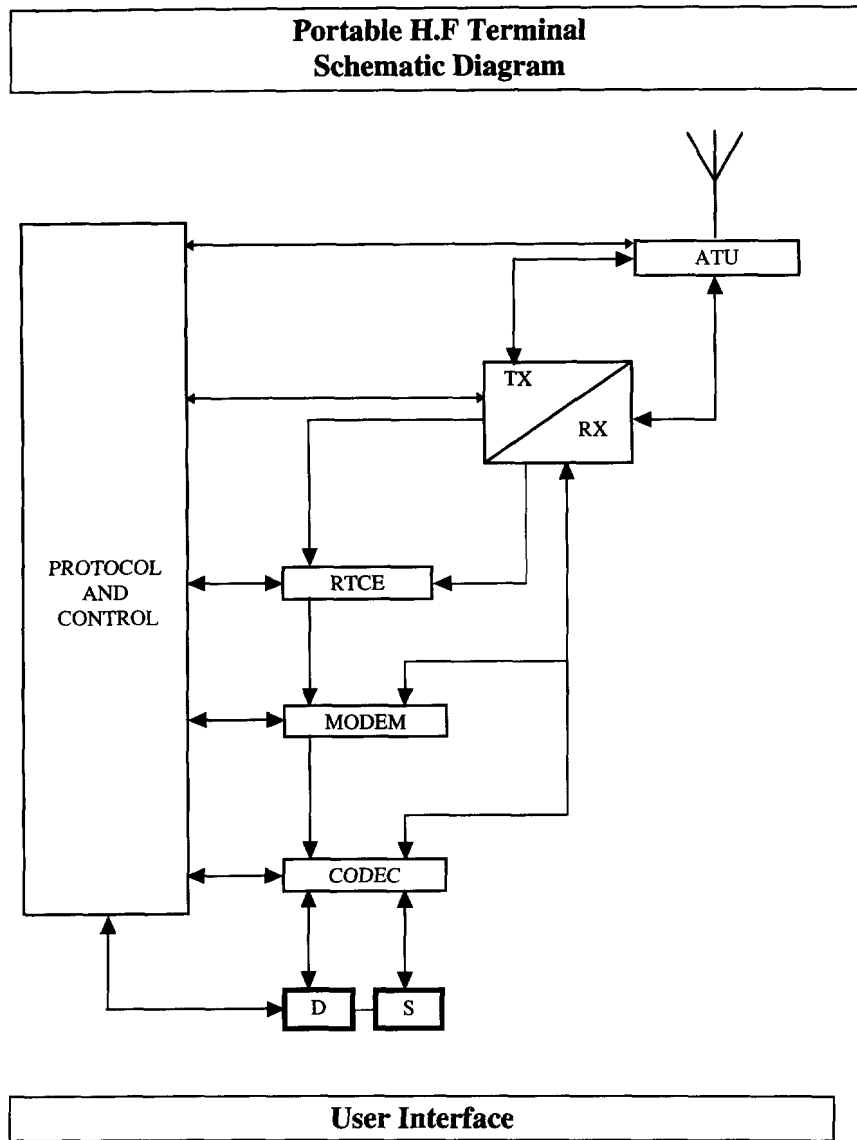 Portable H.F Terminal
Schematic Diagram
ATU
TX
RX
PROTOCOL
AND
CONTROL
RTCE
MODEM
CODEC
D
S
User Interface